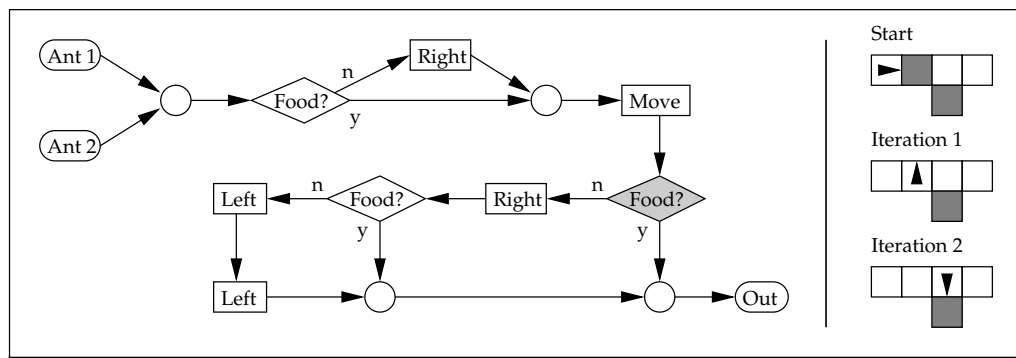 Ant 1
Ant 2
Food?
n
y
Right
Move
Food?
n
y
Right
Food?
n
y
Left
Left
Out
Start
Iteration 1
Iteration 2